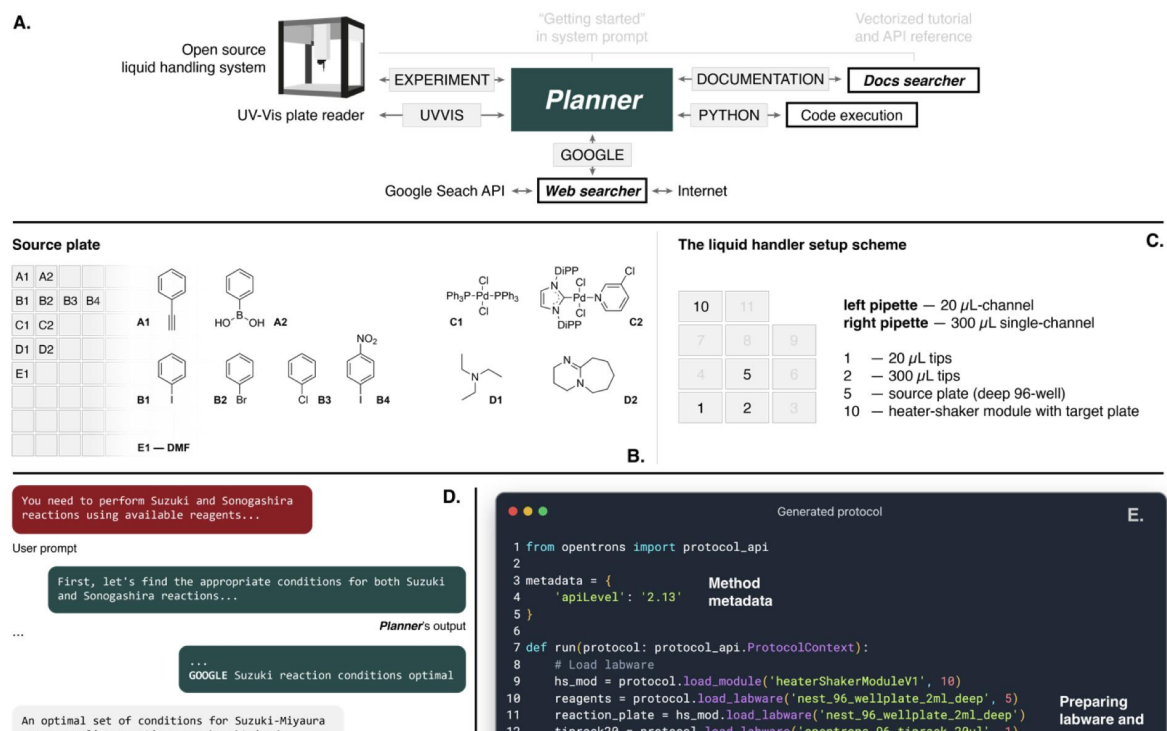 A.
"Getting started"
in system prompt
Vectorized tutorial
and API reference
Open source
liquid handling system
EXPERIMENT
Planner
DOCUMENTATION
Docs searcher
UV-Vis plate reader
UVVIS
PYTHON
Code execution
GOOGLE
Google Seach API
Web searcher
Internet
Source plate
A1 A2
B1 B2 B3 B4
C1 C2
D1 D2
E1
A1
B
HO
OH
A2
I
B1
Br
B2
Cl
B3
NO2
I
B4
E1 — DMF
Cl
Ph3P-Pd-PPh3
Cl
C1
DiPP
N
Cl
Cl
Pd
N
N
Cl
DiPP
C2
N
D1
N
N
D2
B.
The liquid handler setup scheme
C.
10 11
7 8 9
4 5 6
1 2 3
left pipette — 20 µL-channel
right pipette — 300 µL single-channel
1 — 20 µL tips
2 — 300 µL tips
5 — source plate (deep 96-well)
10 — heater-shaker module with target plate
D.
You need to perform Suzuki and Sonogashira
reactions using available reagents...
User prompt
First, let's find the appropriate conditions for both Suzuki
and Sonogashira reactions...
Planner's output
...
...
GOOGLE Suzuki reaction conditions optimal
An optimal set of conditions for Suzuki-Miyaura
Generated protocol
E.
1 from opentrons import protocol_api
2
3 metadata = {
4 'apiLevel': '2.13'
5 }
Method
metadata
6
7 def run(protocol: protocol_api.ProtocolContext):
8 # Load labware
9 hs_mod = protocol.load_module('heaterShakerModuleV1', 10)
10 reagents = protocol.load_labware('nest_96_wellplate_2ml_deep', 5)
11 reaction_plate = hs_mod.load_labware('nest_96_wellplate_2ml_deep')
Preparing
labware and